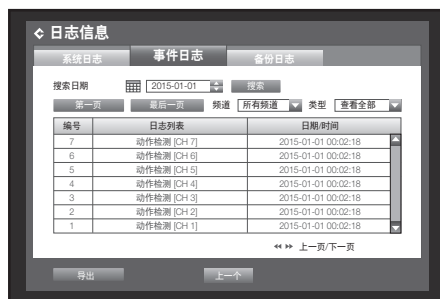 日志信息
系统日志 事件日志 备份日志
搜索日期 2015-01-01 搜索
第一页 最后一页 频道 所有频道 类型 查看全部
编号 日志列表 日期/时间
7 动作检测 [CH 7] 2015-01-01 00:02:18
6 动作检测 [CH 6] 2015-01-01 00:02:18
5 动作检测 [CH 5] 2015-01-01 00:02:18
4 动作检测 [CH 4] 2015-01-01 00:02:18
3 动作检测 [CH 3] 2015-01-01 00:02:18
2 动作检测 [CH 2] 2015-01-01 00:02:18
1 动作检测 [CH 1] 2015-01-01 00:02:18
上一页/下一页
导出 上一个